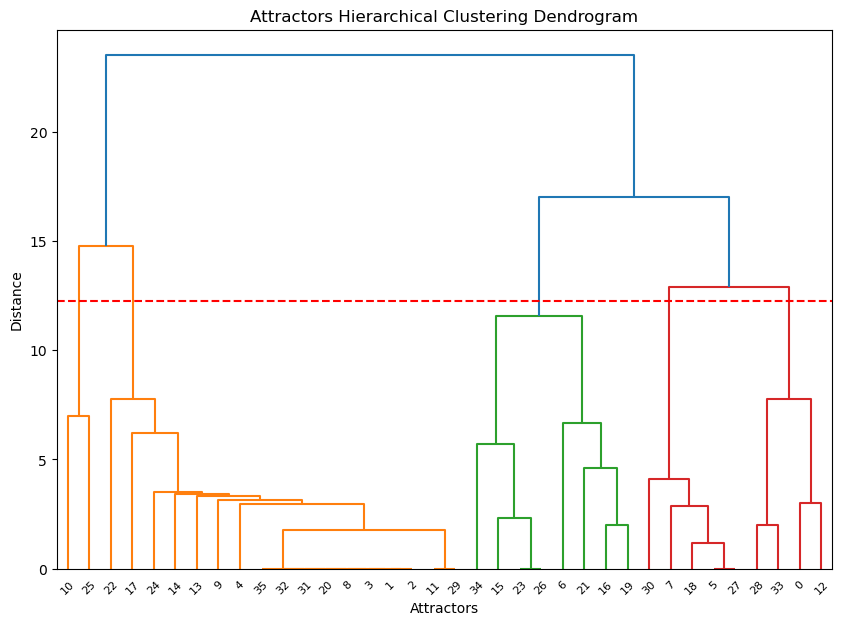 Attractors Hierarchical Clustering Dendrogram
20
15
10
5
0
Distance
10 25 22 17 24 14 13 9 4 35 32 31 20 8 3 1 2 11 29 34 15 23 26 6 21 16 19 30 7 18 5 27 28 33 0 12
Attractors